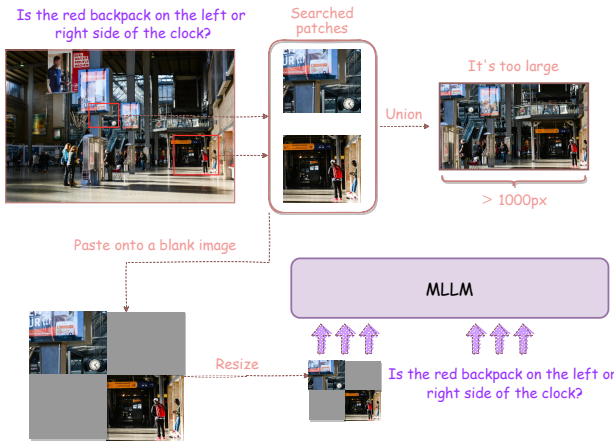 Is the red backpack on the left or
right side of the clock?
Searched
patches
It's too large
Union
> 1000px
Paste onto a blank image
MLLM
Resize
Is the red backpack on the left or
right side of the clock?